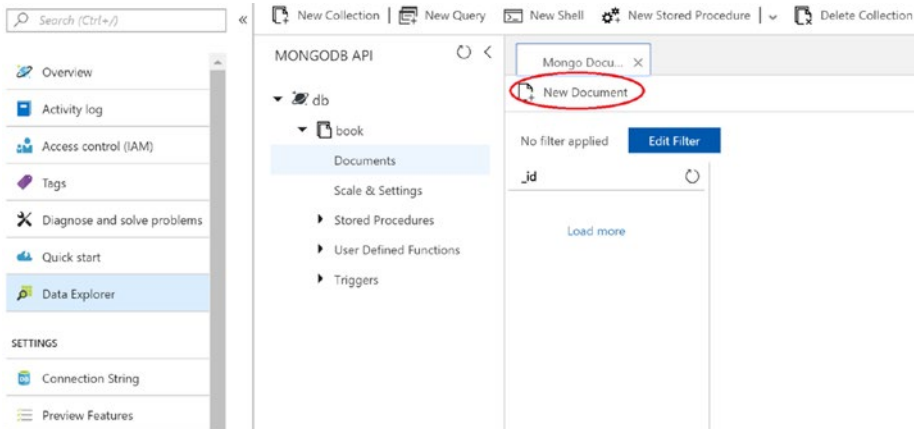 Search (Ctrl+/)
«
Overview
Activity log
Access control (IAM)
Tags
Diagnose and solve problems
Quick start
Data Explorer
SETTINGS
Connection String
Preview Features
New Collection
New Query
New Shell
New Stored Procedure
Delete Collection
MONGODB API
db
book
Documents
Scale & Settings
Stored Procedures
User Defined Functions
Triggers
Mongo Docu...
New Document
No filter applied
Edit Filter
_id
Load more